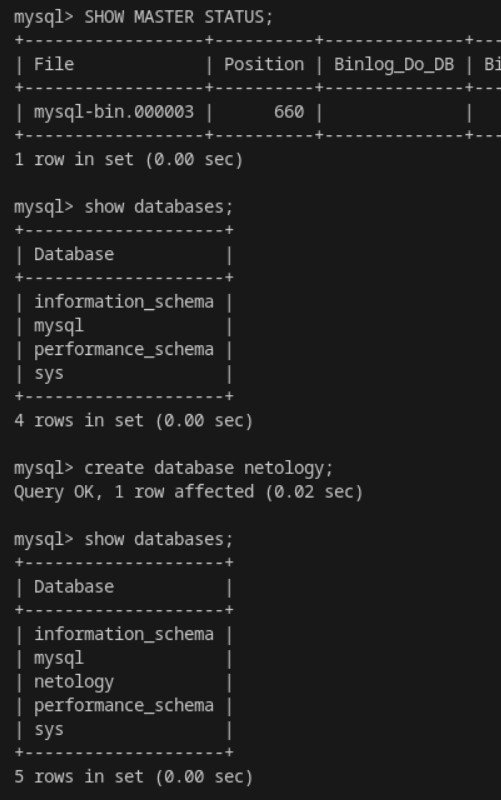 mysql> SHOW MASTER STATUS;
+------------------+----------+--------------+---
| File             | Position | Binlog_Do_DB | Bi
+------------------+----------+--------------+---
| mysql-bin.000003 |      660 |              |
+------------------+----------+--------------+---
1 row in set (0.00 sec)

mysql> show databases;
+--------------------+
| Database           |
+--------------------+
| information_schema |
| mysql              |
| performance_schema |
| sys                |
+--------------------+
4 rows in set (0.00 sec)

mysql> create database netology;
Query OK, 1 row affected (0.02 sec)

mysql> show databases;
+--------------------+
| Database           |
+--------------------+
| information_schema |
| mysql              |
| netology           |
| performance_schema |
| sys                |
+--------------------+
5 rows in set (0.00 sec)